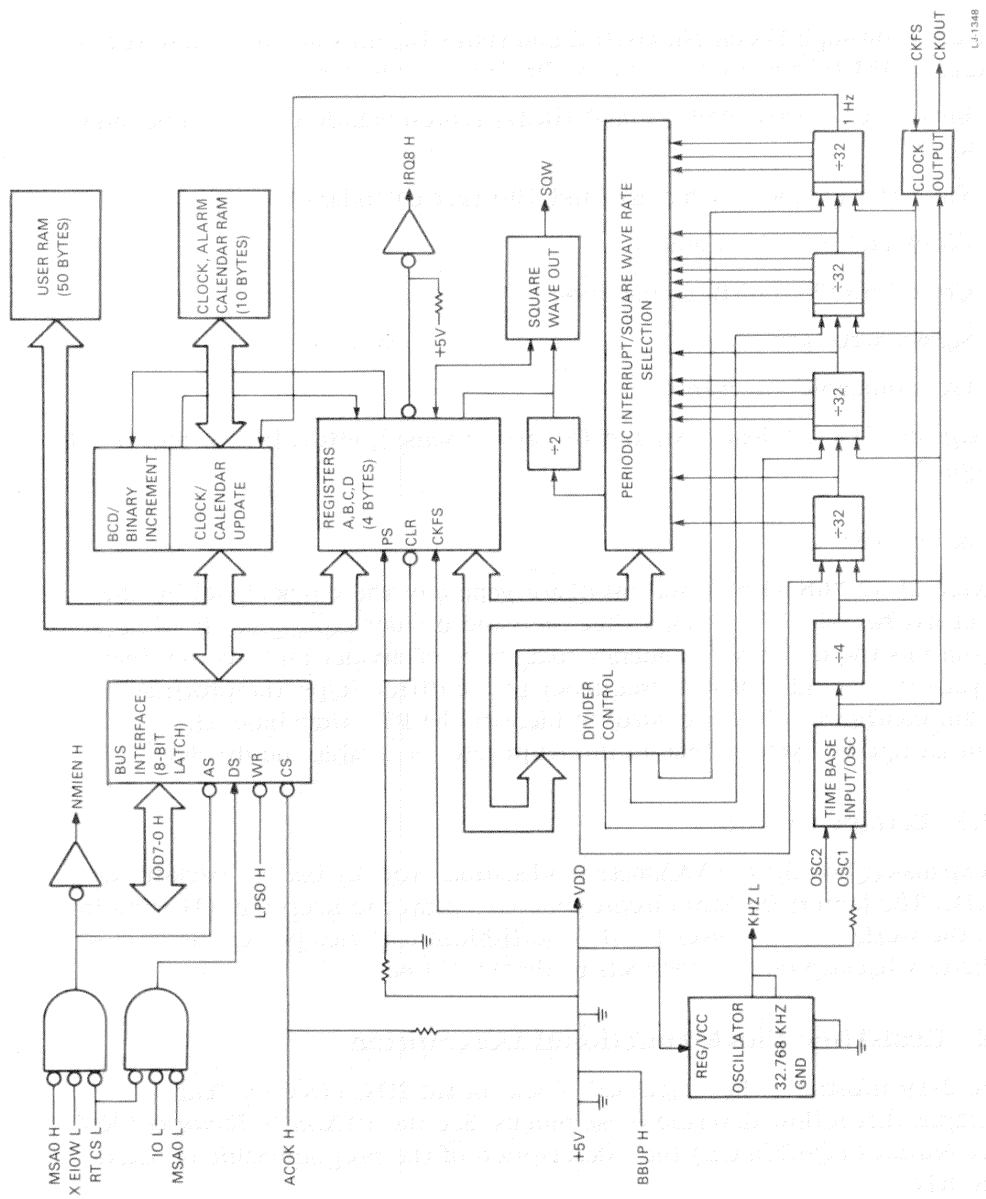 USER RAM
(50 BYTES)
CLOCK, ALARM
CALENDAR RAM
(10 BYTES)
BCD/
BINARY
INCREMENT
CLOCK/
CALENDAR
UPDATE
BUS
INTERFACE
(8-BIT
LATCH)
AS
DS
WR
CS
NMIEN H
IOD7-0 H
LPS0 H
MSA0 H
X EIOW L
RT CS L
IO L
MSA0 L
ACOK H
IRQ8 H
+5V
REGISTERS
A,B,C,D
(4 BYTES)
PS
CLR
CKFS
SQUARE
WAVE OUT
SQW
÷2
PERIODIC INTERRUPT/SQUARE WAVE RATE
SELECTION
DIVIDER
CONTROL
+5V
BBUP H
VDD
REG/VCC
OSCILLATOR
32.768 KHZ
GND
KHZ L
OSC2
OSC1
TIME BASE
INPUT/OSC
÷4
÷32
÷32
÷32
÷32
1 Hz
CLOCK
OUTPUT
CKFS
CKOUT
LJ-1348